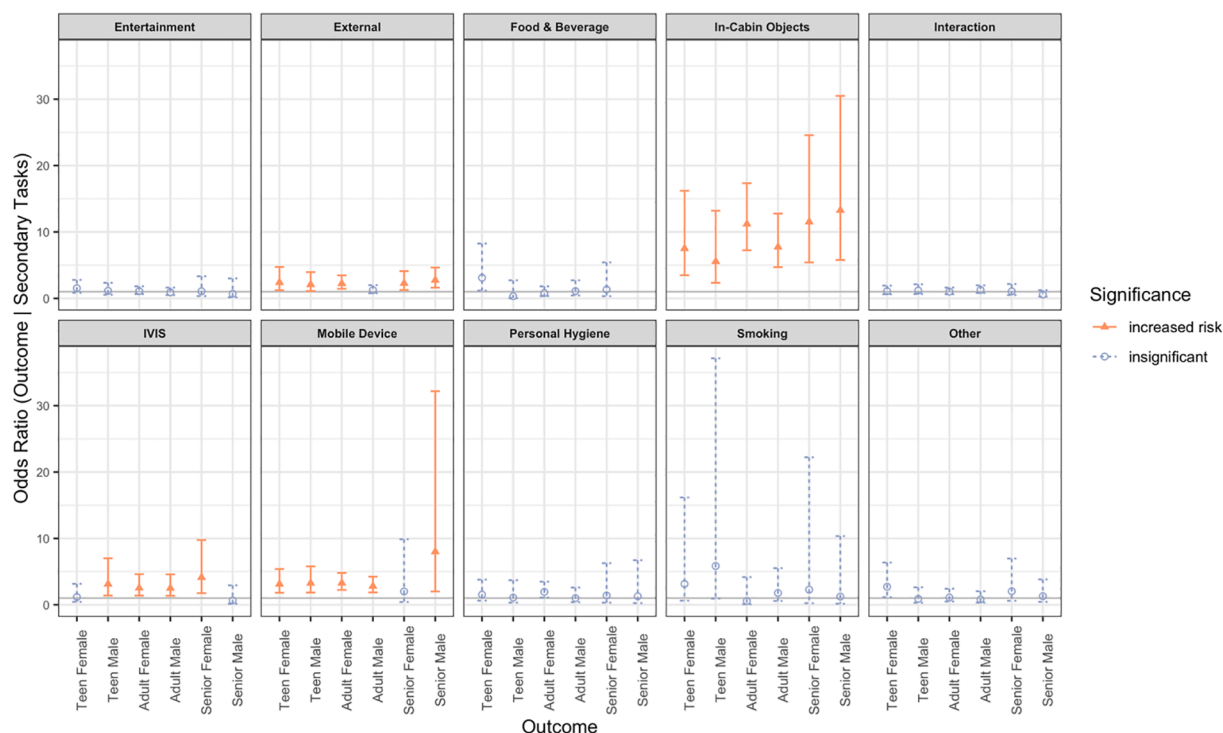 Entertainment
External
Food & Beverage
In-Cabin Objects
Interaction
30
20
10
0
IVIS
Mobile Device
Personal Hygiene
Smoking
Other
30
20
10
0
Odds Ratio (Outcome | Secondary Tasks)
Teen Female
Teen Male
Adult Female
Adult Male
Senior Female
Senior Male
Teen Female
Teen Male
Adult Female
Adult Male
Senior Female
Senior Male
Teen Female
Teen Male
Adult Female
Adult Male
Senior Female
Senior Male
Teen Female
Teen Male
Adult Female
Adult Male
Senior Female
Senior Male
Teen Female
Teen Male
Adult Female
Adult Male
Senior Female
Senior Male
Outcome
Significance
increased risk
insignificant